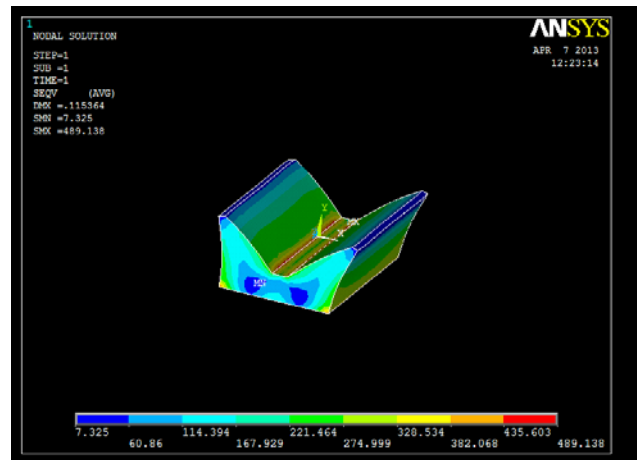 1
NODAL SOLUTION
ANSYS
STEP=1
SUB =1
TIME=1
SEQV (AVG)
DMX =.115364
SMN =7.325
SMX =489.138
APR 7 2013
12:23:14
Y
X
MX
MN
7.325 114.394 221.464 328.534 435.603
60.86 167.929 274.999 382.068 489.138